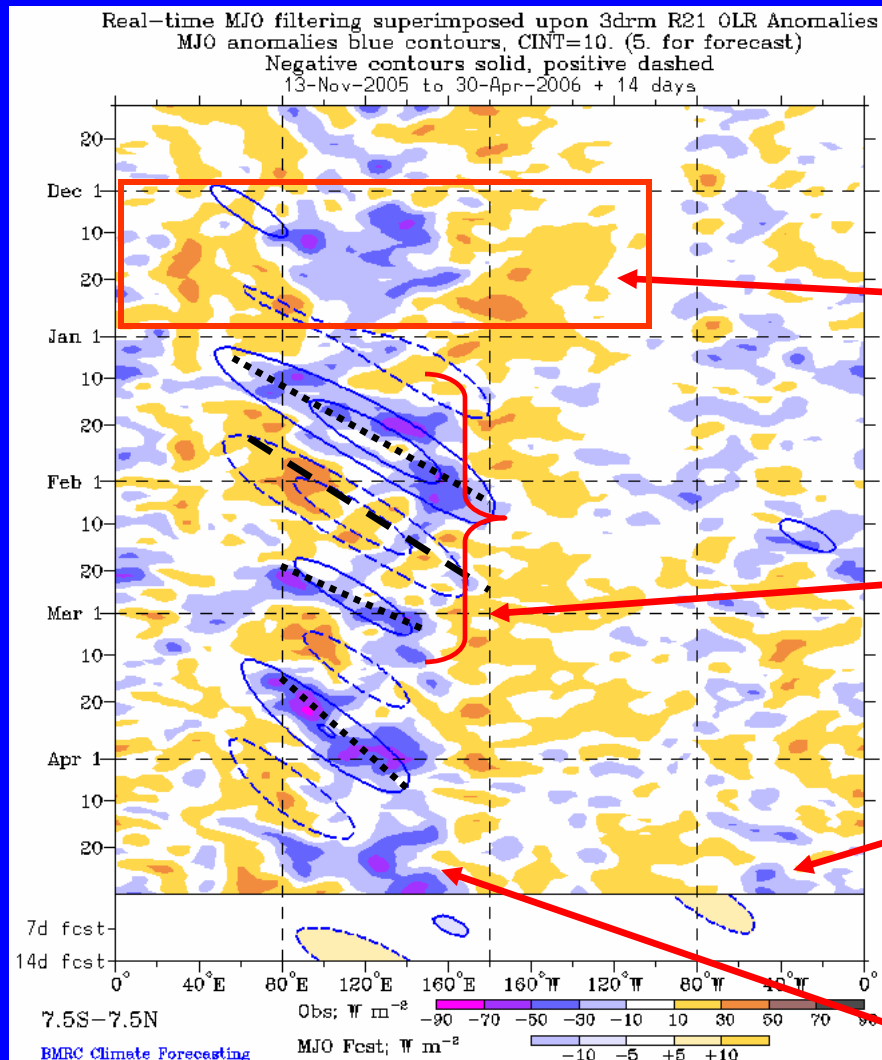 Real-time MJO filtering superimposed upon 3drm R21 OLR Anomalies
MJO anomalies blue contours, CINT=10. (5. for forecast)
Negative contours solid, positive dashed
13-Nov-2005 to 30-Apr-2006 + 14 days
20
Dec 1
10
20
Jan 1
10
20
Feb 1
10
20
Mar 1
10
20
Apr 1
10
20
7d fcst
14d fcst
0° 40°E 80°E 120°E 160°E 160°W 120°W 80°W 40°W 0°
7.5S-7.5N
Obs; W m-2
-90 -70 -50 -30 -10 10 30 50 70 90
BMRC Climate Forecasting
MJO Fcst; W m-2
-10 -5 +5 +10